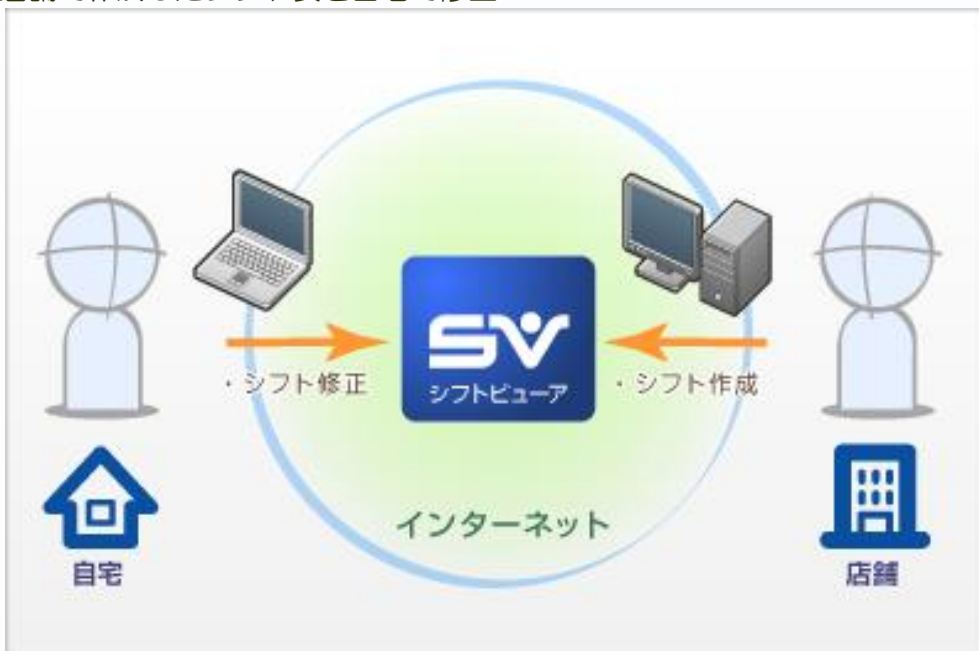 ・シフト修正
SV
シフトビューア
・シフト作成
インターネット
自宅
店舗